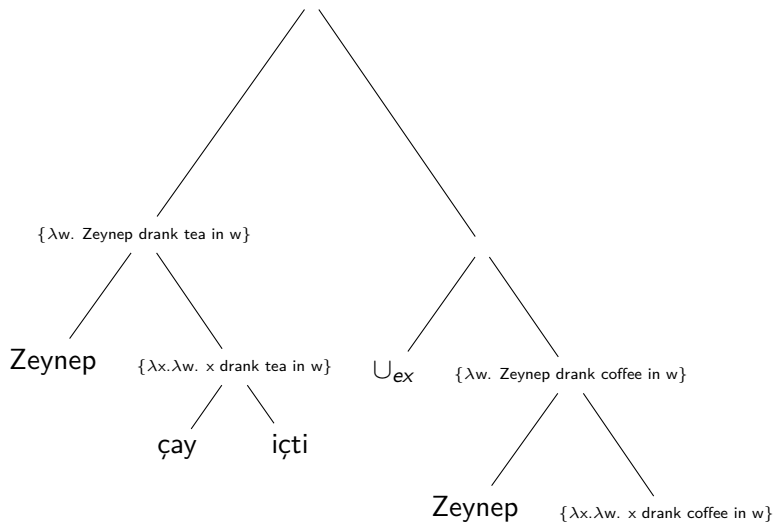 {λw. Zeynep drank tea in w}
Zeynep
{λx.λw. x drank tea in w}
∪ex
{λw. Zeynep drank coffee in w}
çay
içti
Zeynep
{λx.λw. x drank coffee in w}